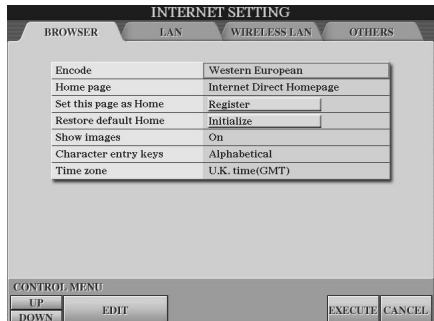 INTERNET SETTING
BROWSER LAN WIRELESS LAN OTHERS
Encode Western European
Home page Internet Direct Homepage
Set this page as Home Register
Restore default Home Initialize
Show images On
Character entry keys Alphabetical
Time zone U.K. time(GMT)
CONTROL MENU
UP
DOWN EDIT EXECUTE CANCEL